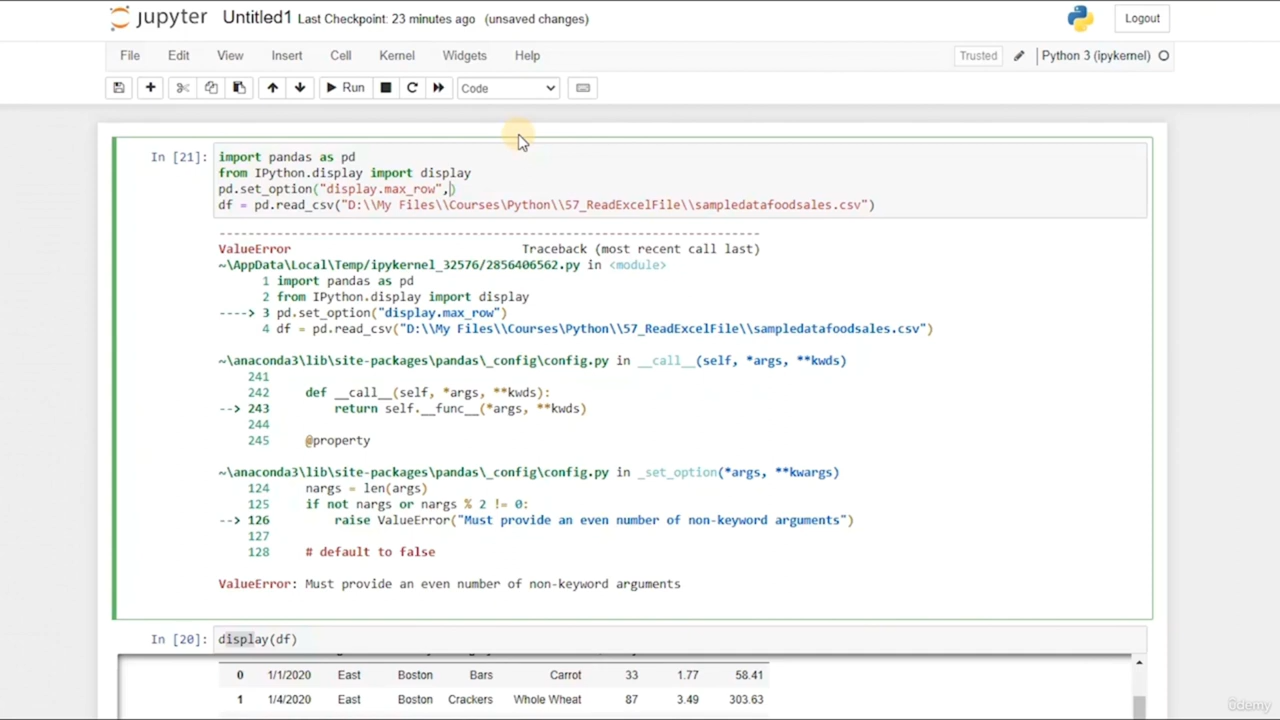 jupyter Untitled1 Last Checkpoint: 23 minutes ago (unsaved changes) Logout
File Edit View Insert Cell Kernel Widgets Help Trusted Python 3 (ipykernel)
Run Code
In [21]: import pandas as pd
from IPython.display import display
pd.set_option("display.max_row",)
df = pd.read_csv("D:\\My Files\\Courses\\Python\\57_ReadExcelFile\\sampledatafoodsales.csv")
---------------------------------------------------------------------------
ValueError Traceback (most recent call last)
~\AppData\Local\Temp/ipykernel_32576/2856406562.py in <module>
1 import pandas as pd
2 from IPython.display import display
----> 3 pd.set_option("display.max_row")
4 df = pd.read_csv("D:\\My Files\\Courses\\Python\\57_ReadExcelFile\\sampledatafoodsales.csv")
~\anaconda3\lib\site-packages\pandas\_config\config.py in __call__(self, *args, **kwds)
241
242 def __call__(self, *args, **kwds):
--> 243 return self.__func__(*args, **kwds)
244
245 @property
~\anaconda3\lib\site-packages\pandas\_config\config.py in _set_option(*args, **kwargs)
124 nargs = len(args)
125 if not nargs or nargs % 2 != 0:
--> 126 raise ValueError("Must provide an even number of non-keyword arguments")
127
128 # default to false
ValueError: Must provide an even number of non-keyword arguments
In [20]: display(df)
0 1/1/2020 East Boston Bars Carrot 33 1.77 58.41
1 1/4/2020 East Boston Crackers Whole Wheat 87 3.49 303.63
ûdemy